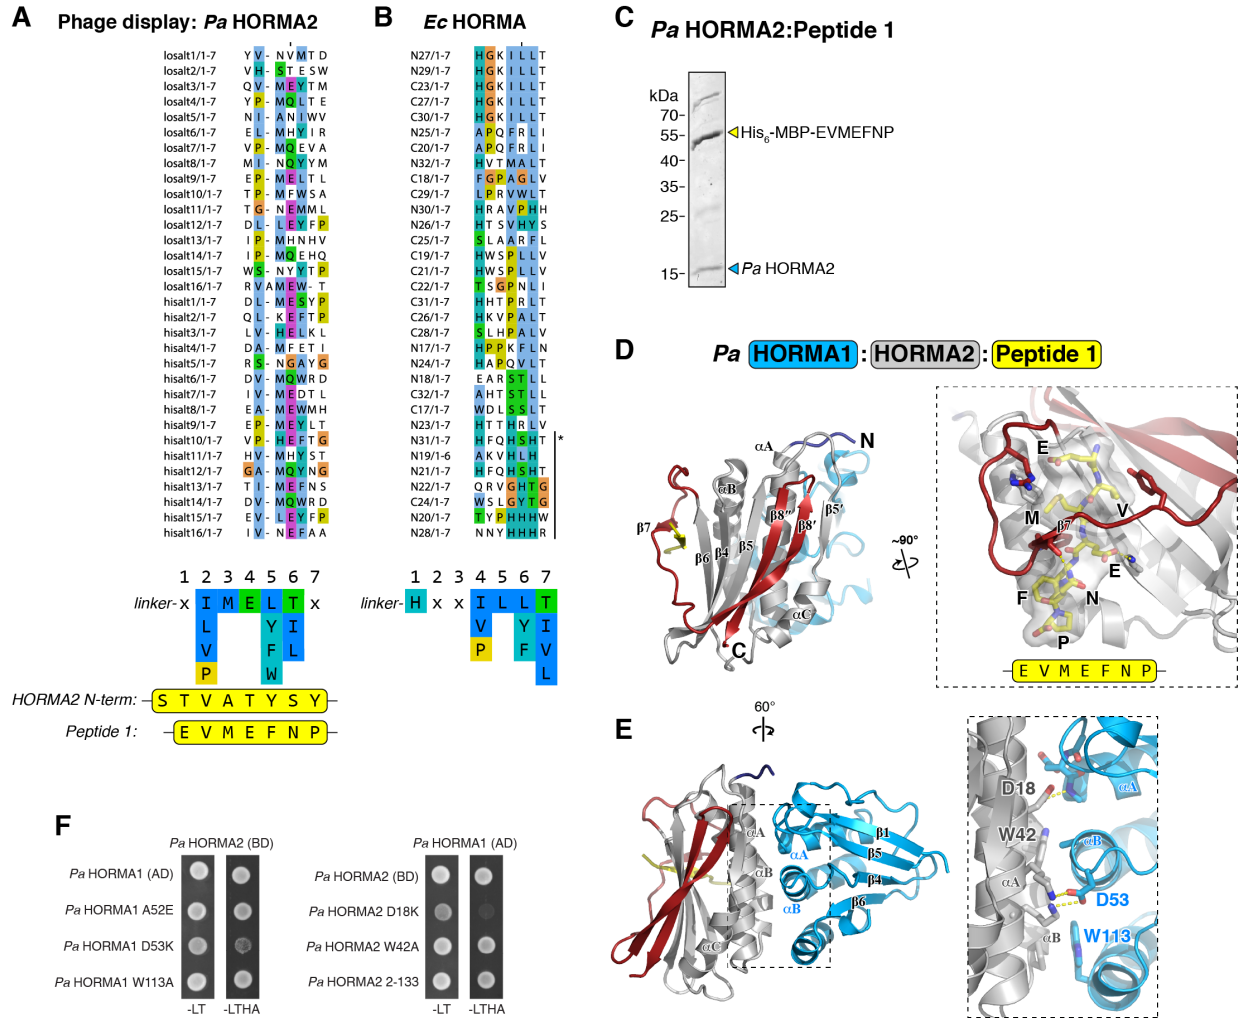 A Phage display: Pa HORMA2
losalt1/1-7 Y V - N V M T D
losalt2/1-7 V H - S T E S W
losalt3/1-7 Q V - M E Y T M
losalt4/1-7 Y P - M Q L T E
losalt5/1-7 N I - A N I W V
losalt6/1-7 E L - M H Y I R
losalt7/1-7 V P - M Q E V A
losalt8/1-7 M I - N Q Y Y M
losalt9/1-7 E P - M E L T L
losalt10/1-7 T P - M F W S A
losalt11/1-7 T G - N E M M L
losalt12/1-7 D L - L E Y F P
losalt13/1-7 I P - M H N H V
losalt14/1-7 I P - M Q E H Q
losalt15/1-7 W S - N Y Y T P
losalt16/1-7 R V A M E W - T
hisalt1/1-7 D L - M E S Y P
hisalt2/1-7 Q L - K E F T P
hisalt3/1-7 L V - H E L K L
hisalt4/1-7 D A - M F E T I
hisalt5/1-7 R S - N G A Y G
hisalt6/1-7 D V - M Q W R D
hisalt7/1-7 I V - M E D T L
hisalt8/1-7 E A - M E W M H
hisalt9/1-7 E P - M E Y L T
hisalt10/1-7 V P - H E F T G
hisalt11/1-7 H V - M E Y S T
hisalt12/1-7 G A - M Q Y N G
hisalt13/1-7 T I - M E F N S
hisalt14/1-7 D V - M Q W R D
hisalt15/1-7 E V - L E Y F P
hisalt16/1-7 I V - M E F A A
1 2 3 4 5 6 7
linker- x I M E L T x
L Y I
V F L
P W
HORMA2 N-term: S T V A T Y S Y
Peptide 1: E V M E F N P
B Ec HORMA
N27/1-7 H G K I L L T
N29/1-7 H G K I L L T
C23/1-7 H G K I L L T
C27/1-7 H G K I L L T
C30/1-7 H G K I L L T
N25/1-7 A P Q F R L I
C20/1-7 A P Q F R L I
N32/1-7 H V T M A L T
C18/1-7 F G P A G L V
C29/1-7 L P R V W L T
N30/1-7 H R A V P H H
N26/1-7 H T S V H Y S
C25/1-7 S L A A R F L
C19/1-7 H W S P L L V
C21/1-7 H W S P L L V
C22/1-7 T S G P N L I
C31/1-7 H H T P R L T
C26/1-7 H K V P A L T
C28/1-7 S L H P A L V
N17/1-7 H P P K F L N
N24/1-7 H A P Q V L T
N18/1-7 E A R S T L L
C32/1-7 A H T S T L L
C17/1-7 W D L S S L T
N23/1-7 H T T H R L V
N31/1-7 H F Q H S H T *
N19/1-6 A K V H L H
N21/1-7 H F Q H S H T
N22/1-7 Q R V G H T G
C24/1-7 W S L G Y T G
N20/1-7 T Y P H H H W
N28/1-7 N N Y H H H R
1 2 3 4 5 6 7
linker- H x x I L L T
V Y I
P F V
L
C Pa HORMA2:Peptide 1
kDa
70-
55-
40-
35-
25-
15-
His6-MBP-EVMEFNP
Pa HORMA2
D Pa HORMA1 : HORMA2 : Peptide 1
αA
N
αB
β7
β8″
β8′
β5′
β6
β4
β5
αC
C
~90°
E
M
V
β7
E
F
N
P
E V M E F N P
E
60°
αA
αA
αB
αB
αC
β1
β5
β4
β6
D18
αA
W42
αB
αA
D53
αB
W113
F
Pa HORMA2 (BD)
Pa HORMA1 (AD)
Pa HORMA1 A52E
Pa HORMA1 D53K
Pa HORMA1 W113A
-LT -LTHA
Pa HORMA1 (AD)
Pa HORMA2 (BD)
Pa HORMA2 D18K
Pa HORMA2 W42A
Pa HORMA2 2-133
-LT -LTHA